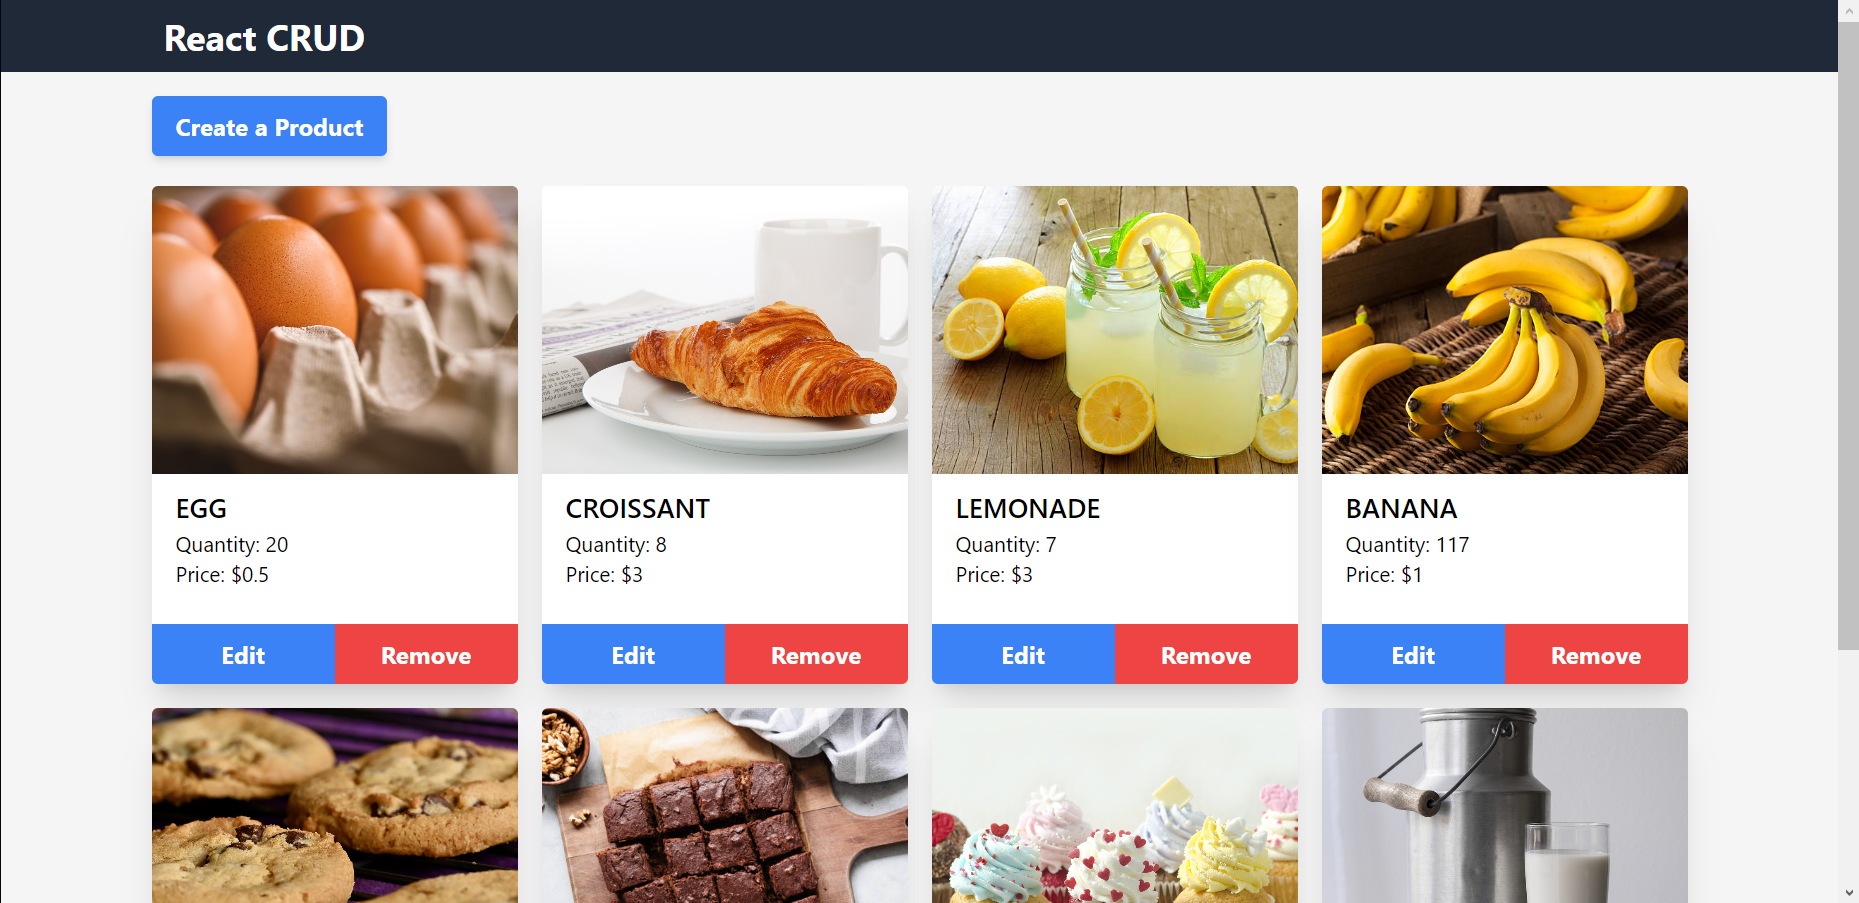 React CRUD
Create a Product
EGG
Quantity: 20
Price: $0.5
Edit Remove
CROISSANT
Quantity: 8
Price: $3
Edit Remove
LEMONADE
Quantity: 7
Price: $3
Edit Remove
BANANA
Quantity: 117
Price: $1
Edit Remove